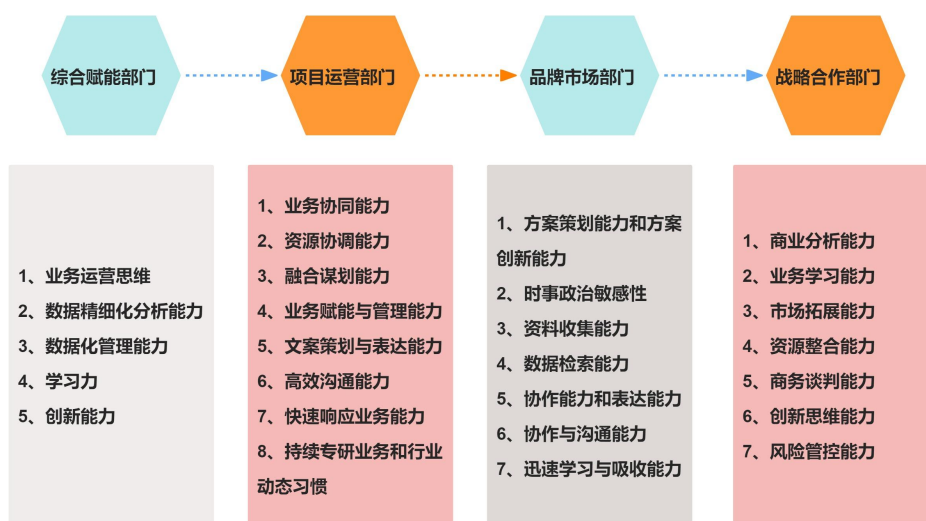 综合赋能部门
项目运营部门
品牌市场部门
战略合作部门
1、业务运营思维
2、数据精细化分析能力
3、数据化管理能力
4、学习力
5、创新能力
1、业务协同能力
2、资源协调能力
3、融合谋划能力
4、业务赋能与管理能力
5、文案策划与表达能力
6、高效沟通能力
7、快速响应业务能力
8、持续专研业务和行业
动态习惯
1、方案策划能力和方案
创新能力
2、时事政治敏感性
3、资料收集能力
4、数据检索能力
5、协作能力和表达能力
6、协作与沟通能力
7、迅速学习与吸收能力
1、商业分析能力
2、业务学习能力
3、市场拓展能力
4、资源整合能力
5、商务谈判能力
6、创新思维能力
7、风险管控能力